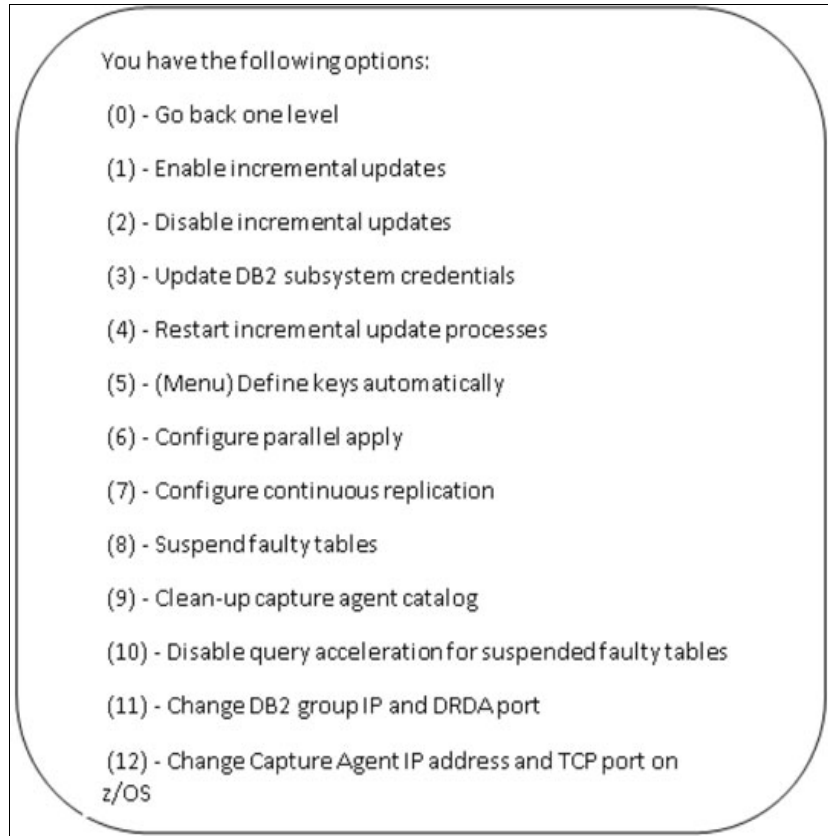 You have the following options:
(0) - Go back one level
(1) - Enable incremental updates
(2) - Disable incremental updates
(3) - Update DB2 subsystem credentials
(4) - Restart incremental update processes
(5) - (Menu) Define keys automatically
(6) - Configure parallel apply
(7) - Configure continuous replication
(8) - Suspend faulty tables
(9) - Clean-up capture agent catalog
(10) - Disable query acceleration for suspended faulty tables
(11) - Change DB2 group IP and DRDA port
(12) - Change Capture Agent IP address and TCP port on
z/OS